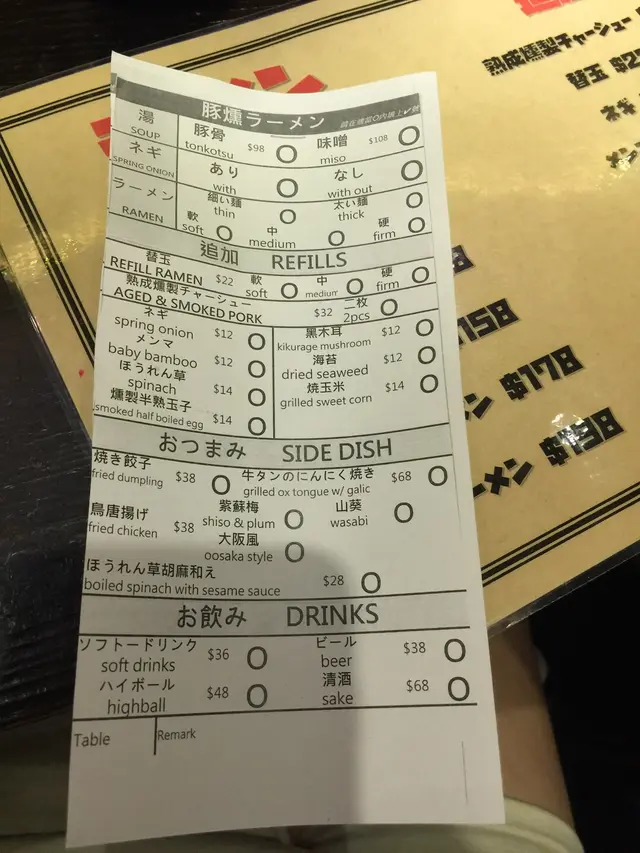 豚燻ラーメン
湯
SOUP
豚骨
tonkotsu
$98
O
味噌
miso
$108
O
ネギ
SPRING ONION
あり
with
O
なし
with out
O
ラーメン
RAMEN
細い麺
thin
O
太い麺
thick
O
軟
soft
O
中
medium
O
硬
firm
O
追加 REFILLS
替玉
REFILL RAMEN
$22
軟
soft
O
中
medium
O
硬
firm
O
熟成燻製チャーシュー
AGED & SMOKED PORK
$32
二枚
2pcs
O
ネギ
spring onion
$12
O
黒木耳
kikurage mushroom
$12
O
メンマ
baby bamboo
$12
O
海苔
dried seaweed
$12
O
ほうれん草
spinach
$14
O
焼玉米
grilled sweet corn
$14
O
燻製半熟玉子
smoked half boiled egg
$14
O
おつまみ SIDE DISH
焼き餃子
fried dumpling
$38
O
牛タンのにんにく焼き
grilled ox tongue w/ galic
$68
O
鳥唐揚げ
fried chicken
$38
紫蘇梅
shiso & plum
O
山葵
wasabi
O
大阪風
oosaka style
O
ほうれん草胡麻和え
boiled spinach with sesame sauce
$28
O
お飲み DRINKS
ソフトードリンク
soft drinks
$36
O
ビール
beer
$38
O
ハイボール
highball
$48
O
清酒
sake
$68
O
Table
Remark
熟成燻製チャーシュー
替玉
ネギ
$178
メン $138